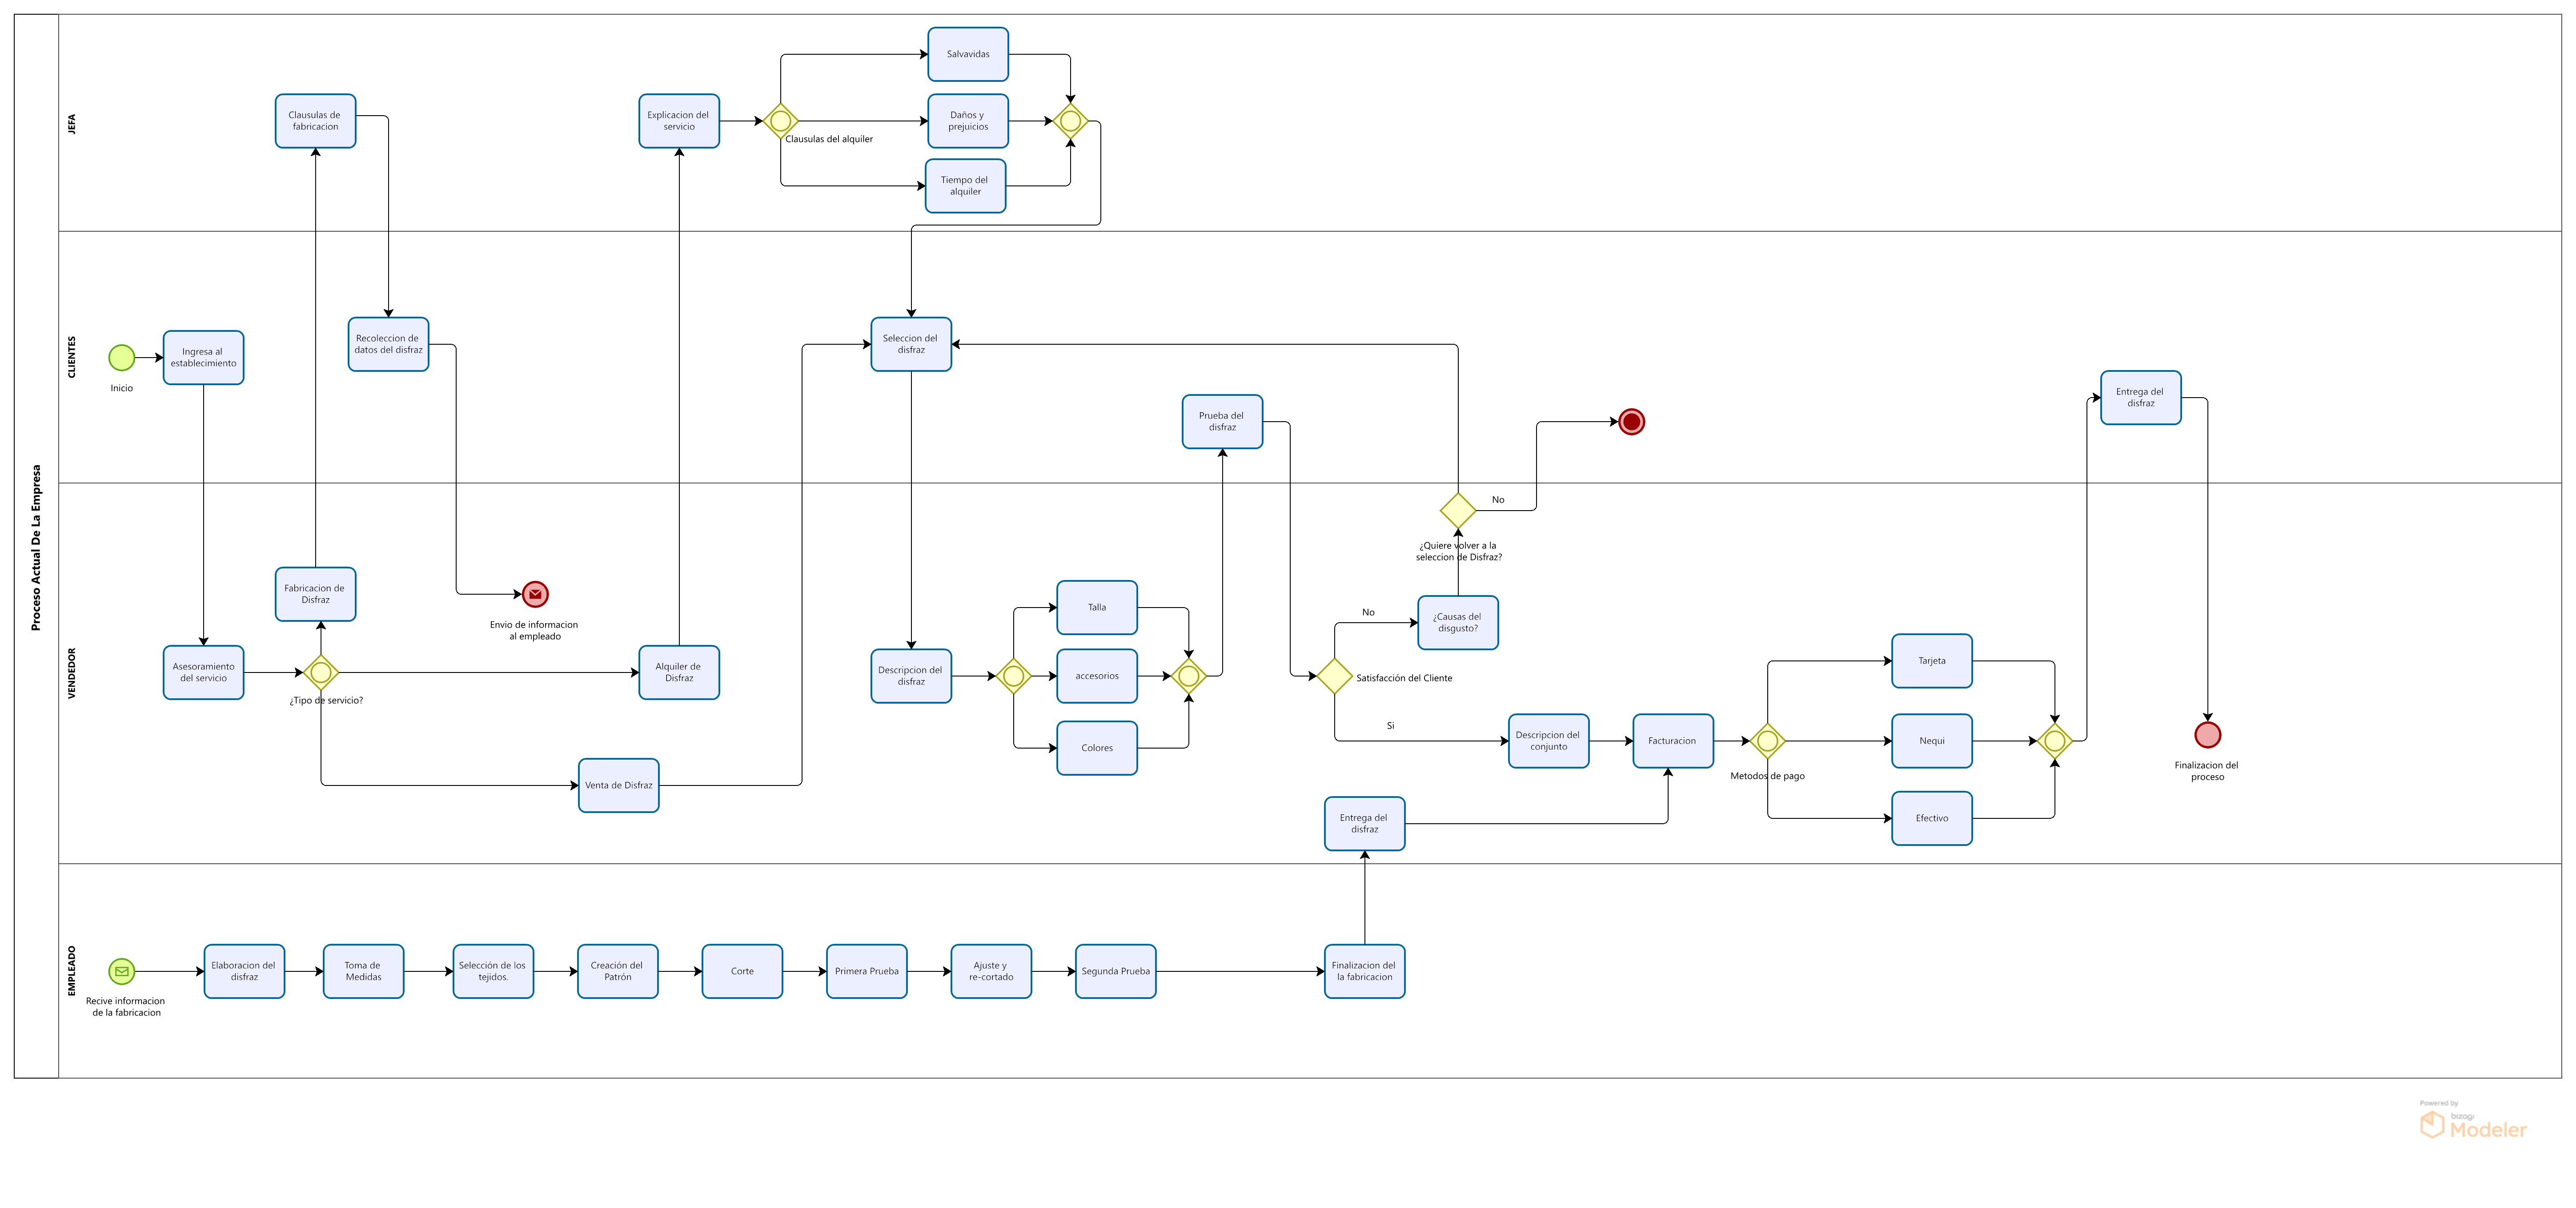 Proceso Actual De La Empresa
JEFA
Salvavidas
Clausulas de
fabricacion
Explicacion del
servicio
Clausulas del alquiler
Daños y
prejuicios
Tiempo del
alquiler
CLIENTES
Inicio
Ingresa al
establecimiento
Recoleccion de
datos del disfraz
Seleccion del
disfraz
Prueba del
disfraz
Entrega del
disfraz
VENDEDOR
No
¿Quiere volver a la
seleccion de Disfraz?
Fabricacion de
Disfraz
Envio de informacion
al empleado
Talla
No
¿Causas del
disgusto?
Asesoramiento
del servicio
¿Tipo de servicio?
Alquiler de
Disfraz
Descripcion del
disfraz
accesorios
Satisfacción del Cliente
Tarjeta
Si
Colores
Descripcion del
conjunto
Facturacion
Metodos de pago
Nequi
Finalizacion del
proceso
Venta de Disfraz
Entrega del
disfraz
Efectivo
EMPLEADO
Recive informacion
de la fabricacion
Elaboracion del
disfraz
Toma de
Medidas
Selección de los
tejidos.
Creación del
Patrón
Corte
Primera Prueba
Ajuste y
re-cortado
Segunda Prueba
Finalizacion del
la fabricacion
Powered by
bizagi
Modeler